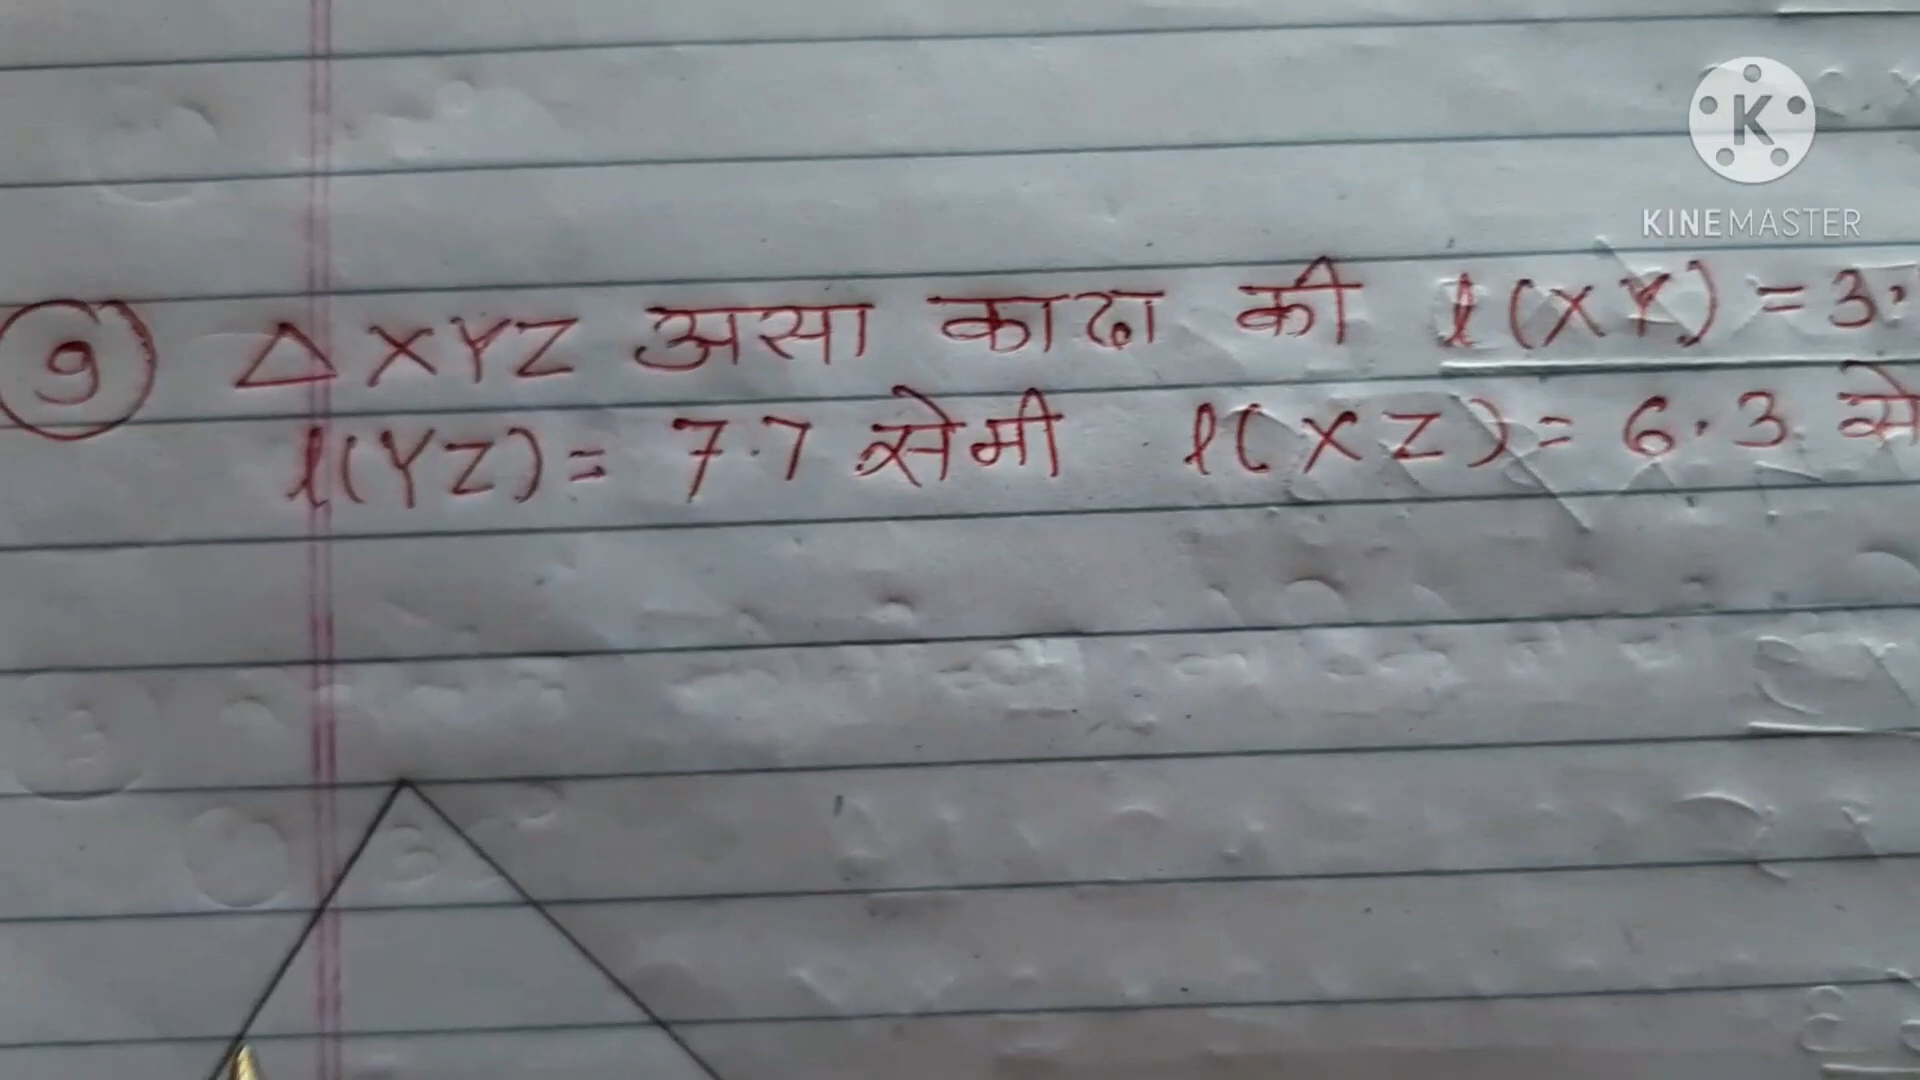 K
KINEMASTER
9 △XYZ असा काढा की l(XY) = 3.
l(YZ) = 7.7 सेमी l(XZ) = 6.3 से